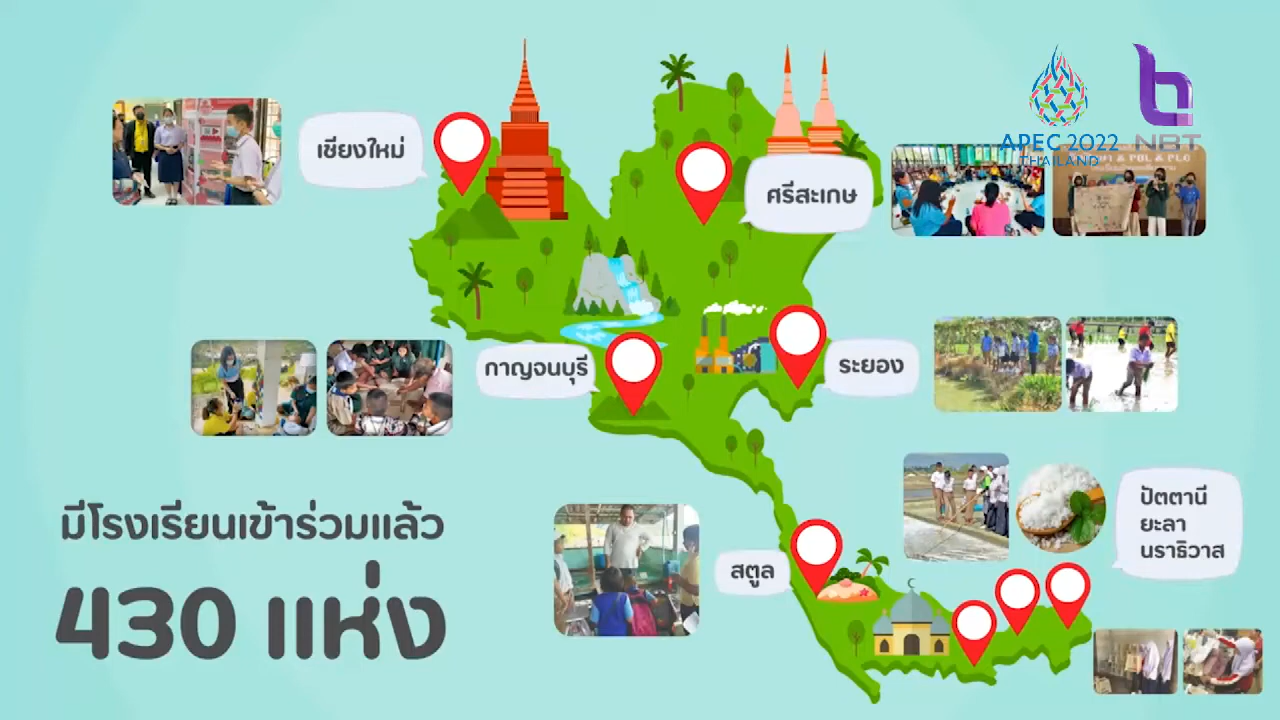 APEC 2022
THAILAND
NBT
เชียงใหม่
ศรีสะเกษ
กาญจนบุรี
ระยอง
สตูล
ปัตตานี
ยะลา
นราธิวาส
มีโรงเรียนเข้าร่วมแล้ว
430 แห่ง